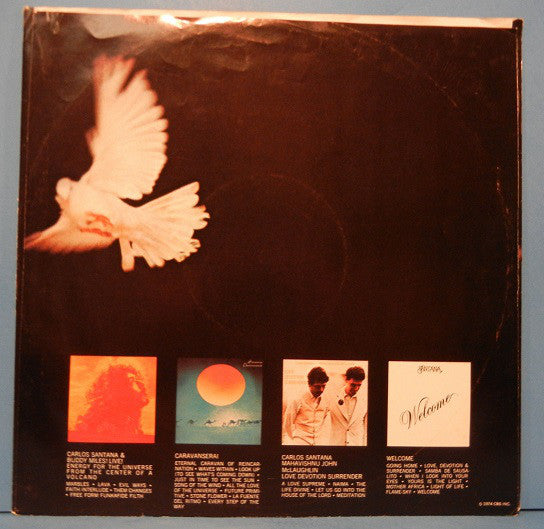 Caravanserai
SANTANA
Welcome
CARLOS SANTANA &
BUDDY MILES! LIVE!
ENERGY FOR THE UNIVERSE
FROM THE CENTER OF A
VOLCANO
MARBLES • LAVA • EVIL WAYS •
FAITH INTERLUDE • THEM CHANGES
• FREE FORM FUNKAFIDE FILTH
CARAVANSERAI
ETERNAL CARAVAN OF REINCAR-
NATION • WAVES WITHIN • LOOK UP
(TO SEE WHAT'S COMING DOWN) •
JUST IN TIME TO SEE THE SUN •
SONG OF THE WIND • ALL THE LOVE
OF THE UNIVERSE • FUTURE PRIMI-
TIVE • STONE FLOWER • LA FUENTE
DEL RITMO • EVERY STEP OF THE
WAY
CARLOS SANTANA
MAHAVISHNU JOHN
McLAUGHLIN
LOVE DEVOTION SURRENDER
A LOVE SUPREME • NAIMA • THE
LIFE DIVINE • LET US GO INTO THE
HOUSE OF THE LORD • MEDITATION
WELCOME
GOING HOME • LOVE, DEVOTION &
SURRENDER • SAMBA DE SAUSA-
LITO • WHEN I LOOK INTO YOUR
EYES • YOURS IS THE LIGHT •
MOTHER AFRICA • LIGHT OF LIFE •
FLAME-SKY • WELCOME
© 1974 CBS INC.